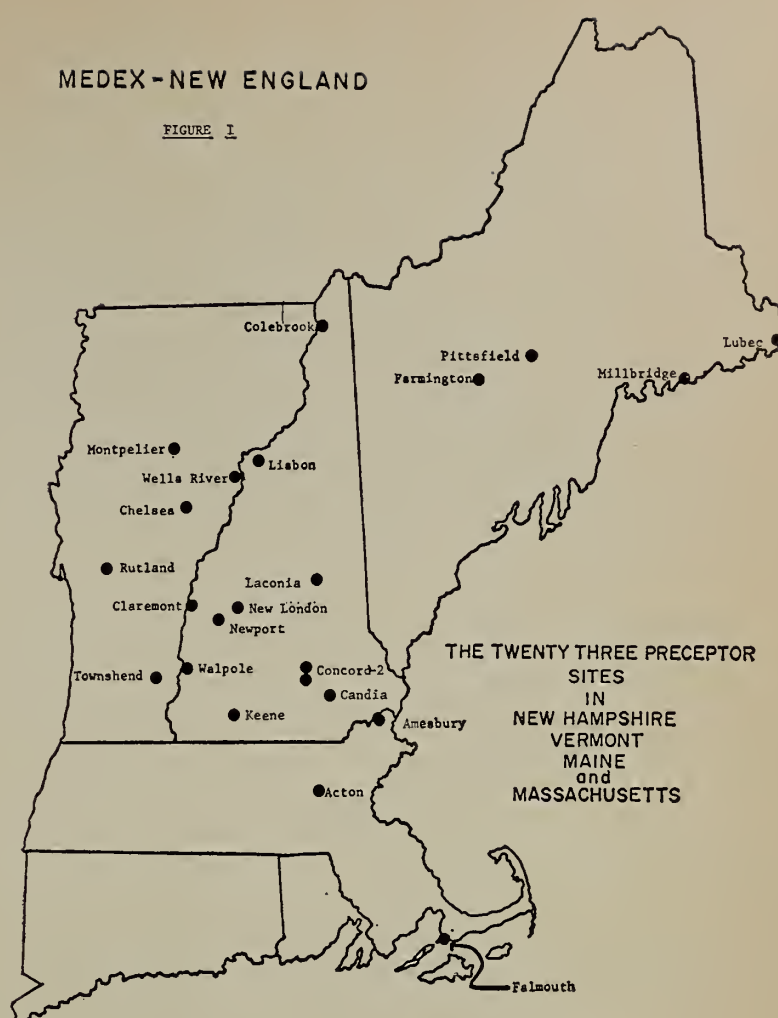 MEDEX-NEW ENGLAND
FIGURE I
Colebrook
Pittsfield
Lubec
Farmington
Millbridge
Montpelier
Lisbon
Wells River
Chelsea
Rutland
Laconia
Claremont
New London
Newport
THE TWENTY THREE PRECEPTOR
SITES
IN
NEW HAMPSHIRE
VERMONT
MAINE
and
MASSACHUSETTS
Townshend
Walpole
Concord-2
Candia
Keene
Amesbury
Acton
Falmouth